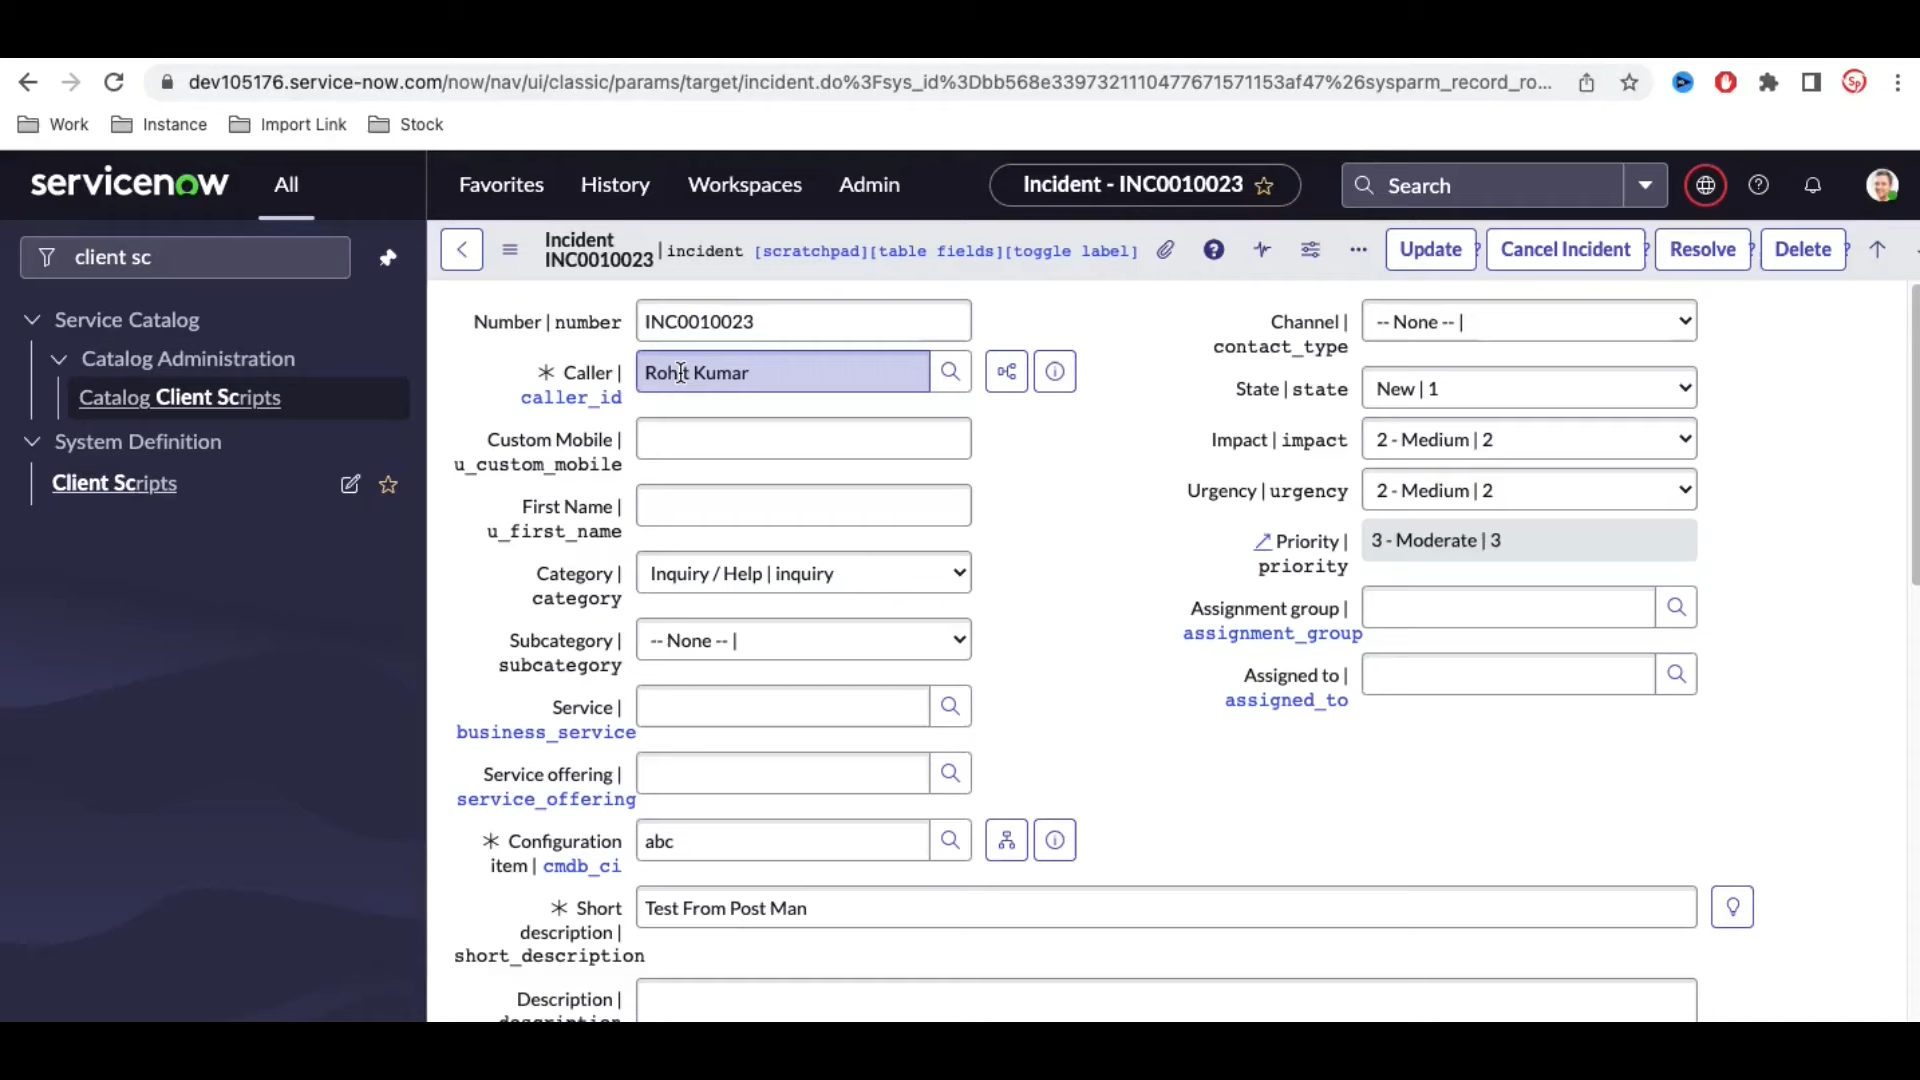 dev105176.service-now.com/now/nav/ui/classic/params/target/incident.do%3Fsys_id%3Dbb568e33973211104776715711​53af47%26sysparm_record_ro...
Work Instance Import Link Stock
servicenow All Favorites History Workspaces Admin Incident - INC0010023 Search
client sc
Service Catalog
Catalog Administration
Catalog Client Scripts
System Definition
Client Scripts
Incident
INC0010023 | incident [scratchpad][table fields][toggle label] Update Cancel Incident Resolve Delete
Number | number INC0010023
Caller |
caller_id
Rohit Kumar
Custom Mobile |
u_custom_mobile
First Name |
u_first_name
Category |
category
Inquiry / Help | inquiry
Subcategory |
subcategory
-- None -- |
Service |
business_service
Service offering |
service_offering
Configuration
item | cmdb_ci
abc
Short
description |
short_description
Test From Post Man
Description |
Channel |
contact_type
-- None -- |
State | state New | 1
Impact | impact 2 - Medium | 2
Urgency | urgency 2 - Medium | 2
Priority |
priority
3 - Moderate | 3
Assignment group |
assignment_group
Assigned to |
assigned_to